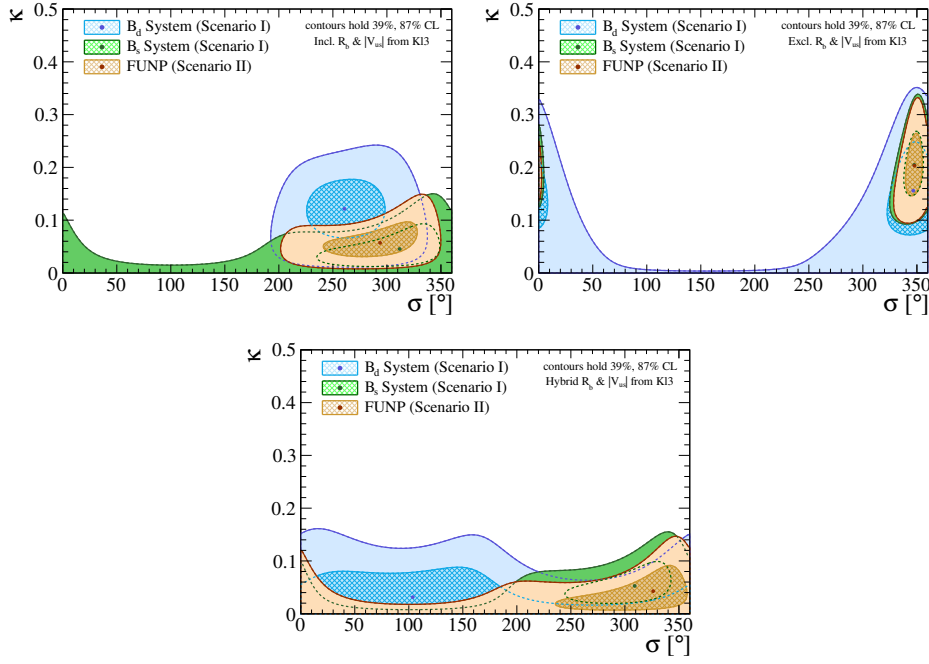 κ
0.5
0.4
0.3
0.2
0.1
0
B_d System (Scenario I)
B_s System (Scenario I)
FUNP (Scenario II)
contours hold 39%, 87% CL
Incl. R_b & |V_us| from Kl3
0 50 100 150 200 250 300 350
σ [°]
κ
0.5
0.4
0.3
0.2
0.1
0
B_d System (Scenario I)
B_s System (Scenario I)
FUNP (Scenario II)
contours hold 39%, 87% CL
Excl. R_b & |V_us| from Kl3
0 50 100 150 200 250 300 350
σ [°]
κ
0.5
0.4
0.3
0.2
0.1
0
B_d System (Scenario I)
B_s System (Scenario I)
FUNP (Scenario II)
contours hold 39%, 87% CL
Hybrid R_b & |V_us| from Kl3
0 50 100 150 200 250 300 350
σ [°]